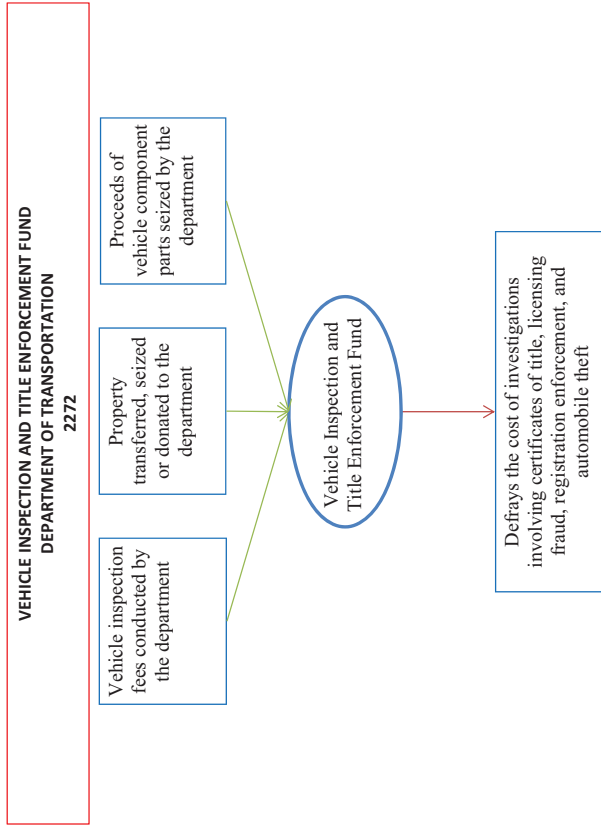 VEHICLE INSPECTION AND TITLE ENFORCEMENT FUND
DEPARTMENT OF TRANSPORTATION
2272
Vehicle inspection
fees conducted by
the department
Property
transferred, seized
or donated to the
department
Proceeds of
vehicle component
parts seized by the
department
Vehicle Inspection and
Title Enforcement Fund
Defrays the cost of investigations
involving certificates of title, licensing
fraud, registration enforcement, and
automobile theft